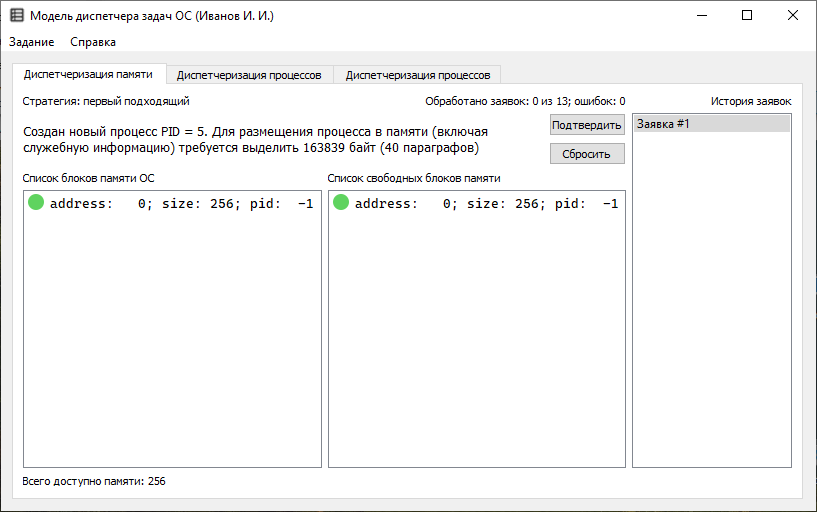 Модель диспетчера задач ОС (Иванов И. И.)
Задание Справка
Диспетчеризация памяти Диспетчеризация процессов Диспетчеризация процессов
Стратегия: первый подходящий Обработано заявок: 0 из 13; ошибок: 0 История заявок
Создан новый процесс PID = 5. Для размещения процесса в памяти (включая
служебную информацию) требуется выделить 163839 байт (40 параграфов)
Подтвердить
Сбросить
Заявка #1
Список блоков памяти ОС Список свободных блоков памяти
address:   0; size: 256; pid:  -1 address:   0; size: 256; pid:  -1
Всего доступно памяти: 256